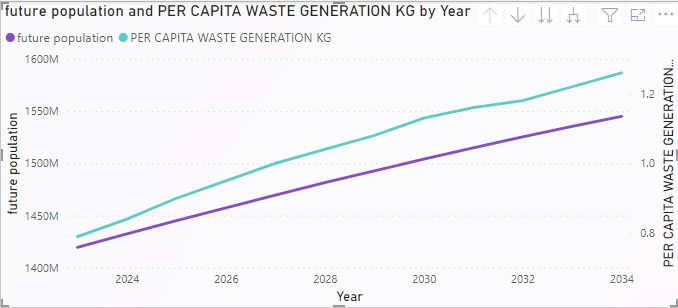 future population and PER CAPITA WASTE GENERATION KG by Year
future population PER CAPITA WASTE GENERATION KG
1600M
1550M
1500M
1450M
1400M
future population
1.2
1.0
0.8
PER CAPITA WASTE GENERATION...
2024 2026 2028 2030 2032 2034
Year